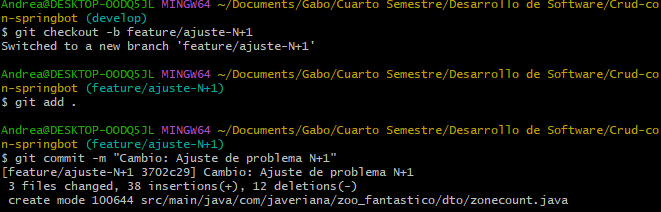 Andrea@DESKTOP-OODQ5JL MINGW64 ~/Documents/Gabo/Cuarto Semestre/Desarrollo de Software/Crud-co
n-springbot (develop)
$ git checkout -b feature/ajuste-N+1
Switched to a new branch 'feature/ajuste-N+1'
Andrea@DESKTOP-OODQ5JL MINGW64 ~/Documents/Gabo/Cuarto Semestre/Desarrollo de Software/Crud-co
n-springbot (feature/ajuste-N+1)
$ git add .
Andrea@DESKTOP-OODQ5JL MINGW64 ~/Documents/Gabo/Cuarto Semestre/Desarrollo de Software/Crud-co
n-springbot (feature/ajuste-N+1)
$ git commit -m "Cambio: Ajuste de problema N+1"
[feature/ajuste-N+1 3702c29] Cambio: Ajuste de problema N+1
3 files changed, 38 insertions(+), 12 deletions(-)
create mode 100644 src/main/java/com/javeriana/zoo_fantastico/dto/zonecount.java